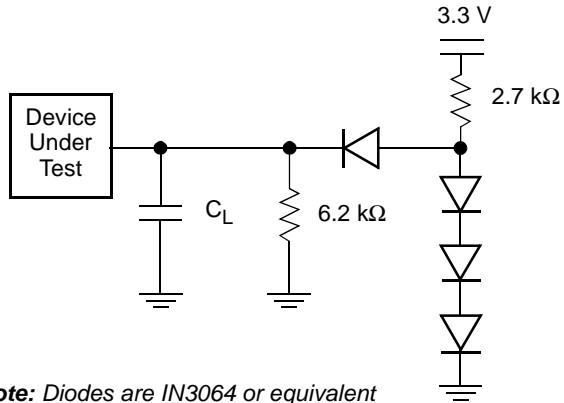 3.3 V
2.7 kΩ
Device
Under
Test
C_L
6.2 kΩ
ote: Diodes are IN3064 or equivalent